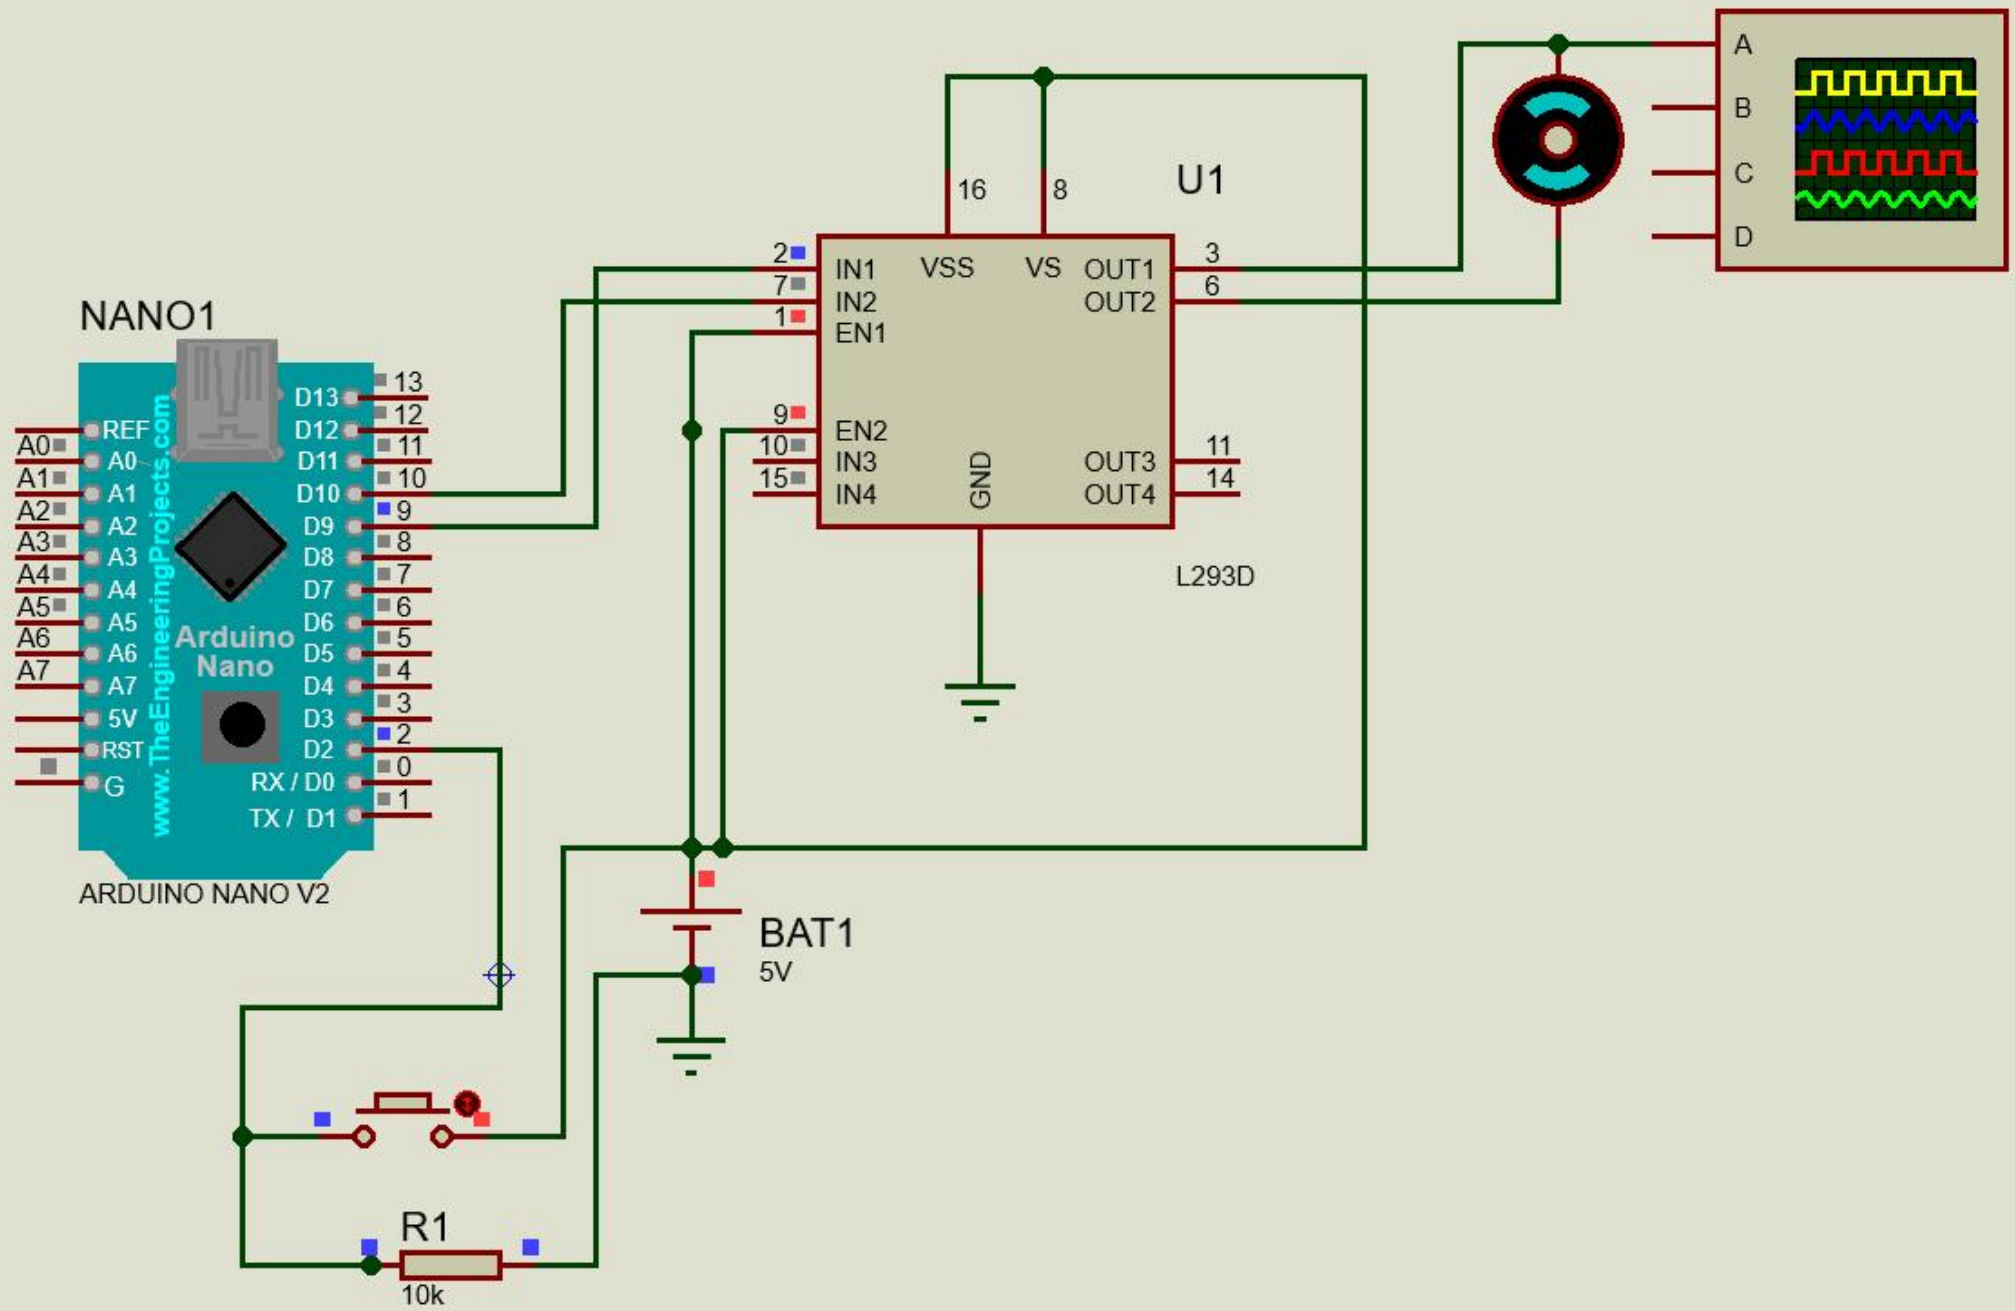 NANO1
REF
A0
A0
A1
A1
A2
A2
A3
A3
A4
A4
A5
A5
A6
A6
A7
A7
5V
RST
G
www.TheEngineeringProjects.com
Arduino
Nano
D13 13
D12 12
D11 11
D10 10
D9 9
D8 8
D7 7
D6 6
D5 5
D4 4
D3 3
D2 2
RX / D0 0
TX / D1 1
ARDUINO NANO V2
U1
16
8
2 IN1
7 IN2
1 EN1
9 EN2
10 IN3
15 IN4
VSS
VS
GND
OUT1 3
OUT2 6
OUT3 11
OUT4 14
L293D
A
B
C
D
BAT1
5V
R1
10k